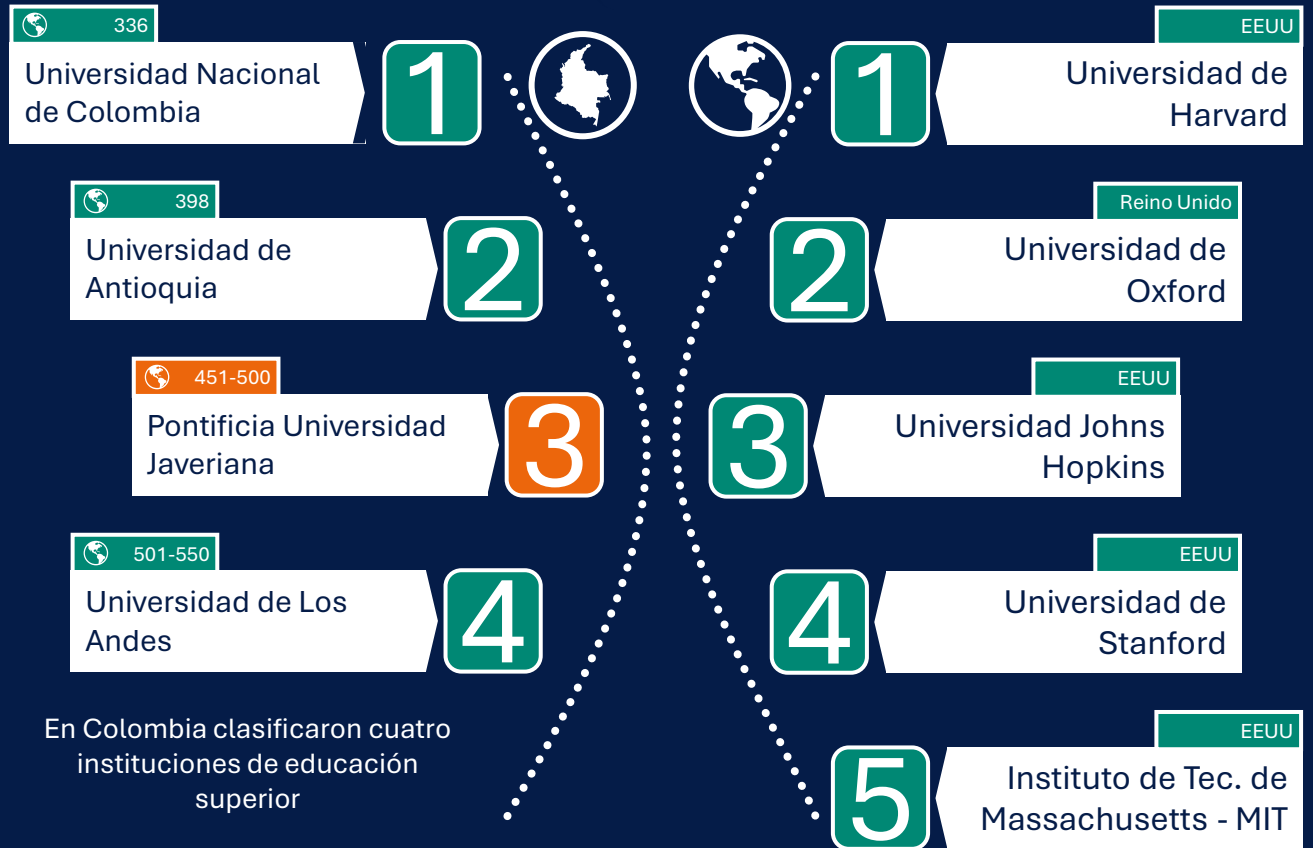 336
Universidad Nacional
de Colombia
1
398
Universidad de
Antioquia
2
451-500
Pontificia Universidad
Javeriana
3
501-550
Universidad de Los
Andes
4
En Colombia clasificaron cuatro
instituciones de educación
superior
EEUU
1
Universidad de
Harvard
Reino Unido
2
Universidad de
Oxford
EEUU
3
Universidad Johns
Hopkins
EEUU
4
Universidad de
Stanford
EEUU
5
Instituto de Tec. de
Massachusetts - MIT